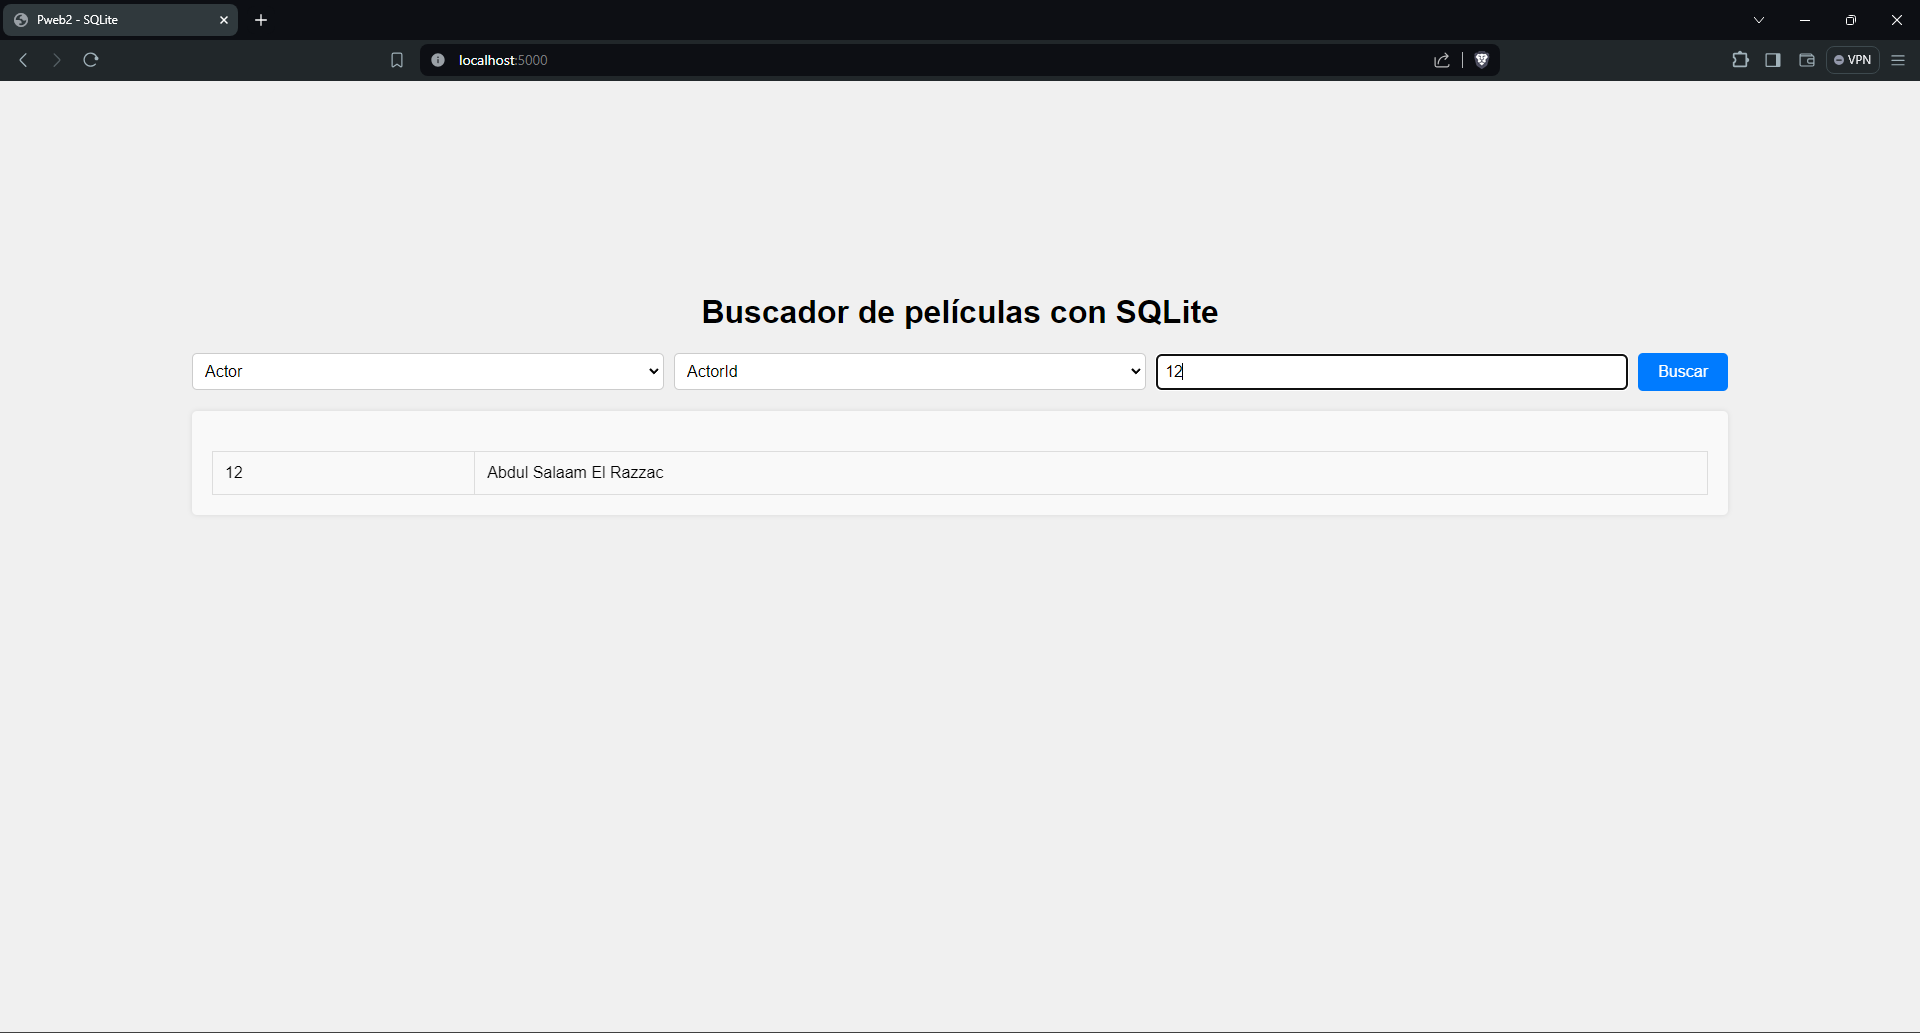 Pweb2 - SQLite
localhost:5000
VPN
Buscador de películas con SQLite
Actor ActorId 12 Buscar
12 Abdul Salaam El Razzac